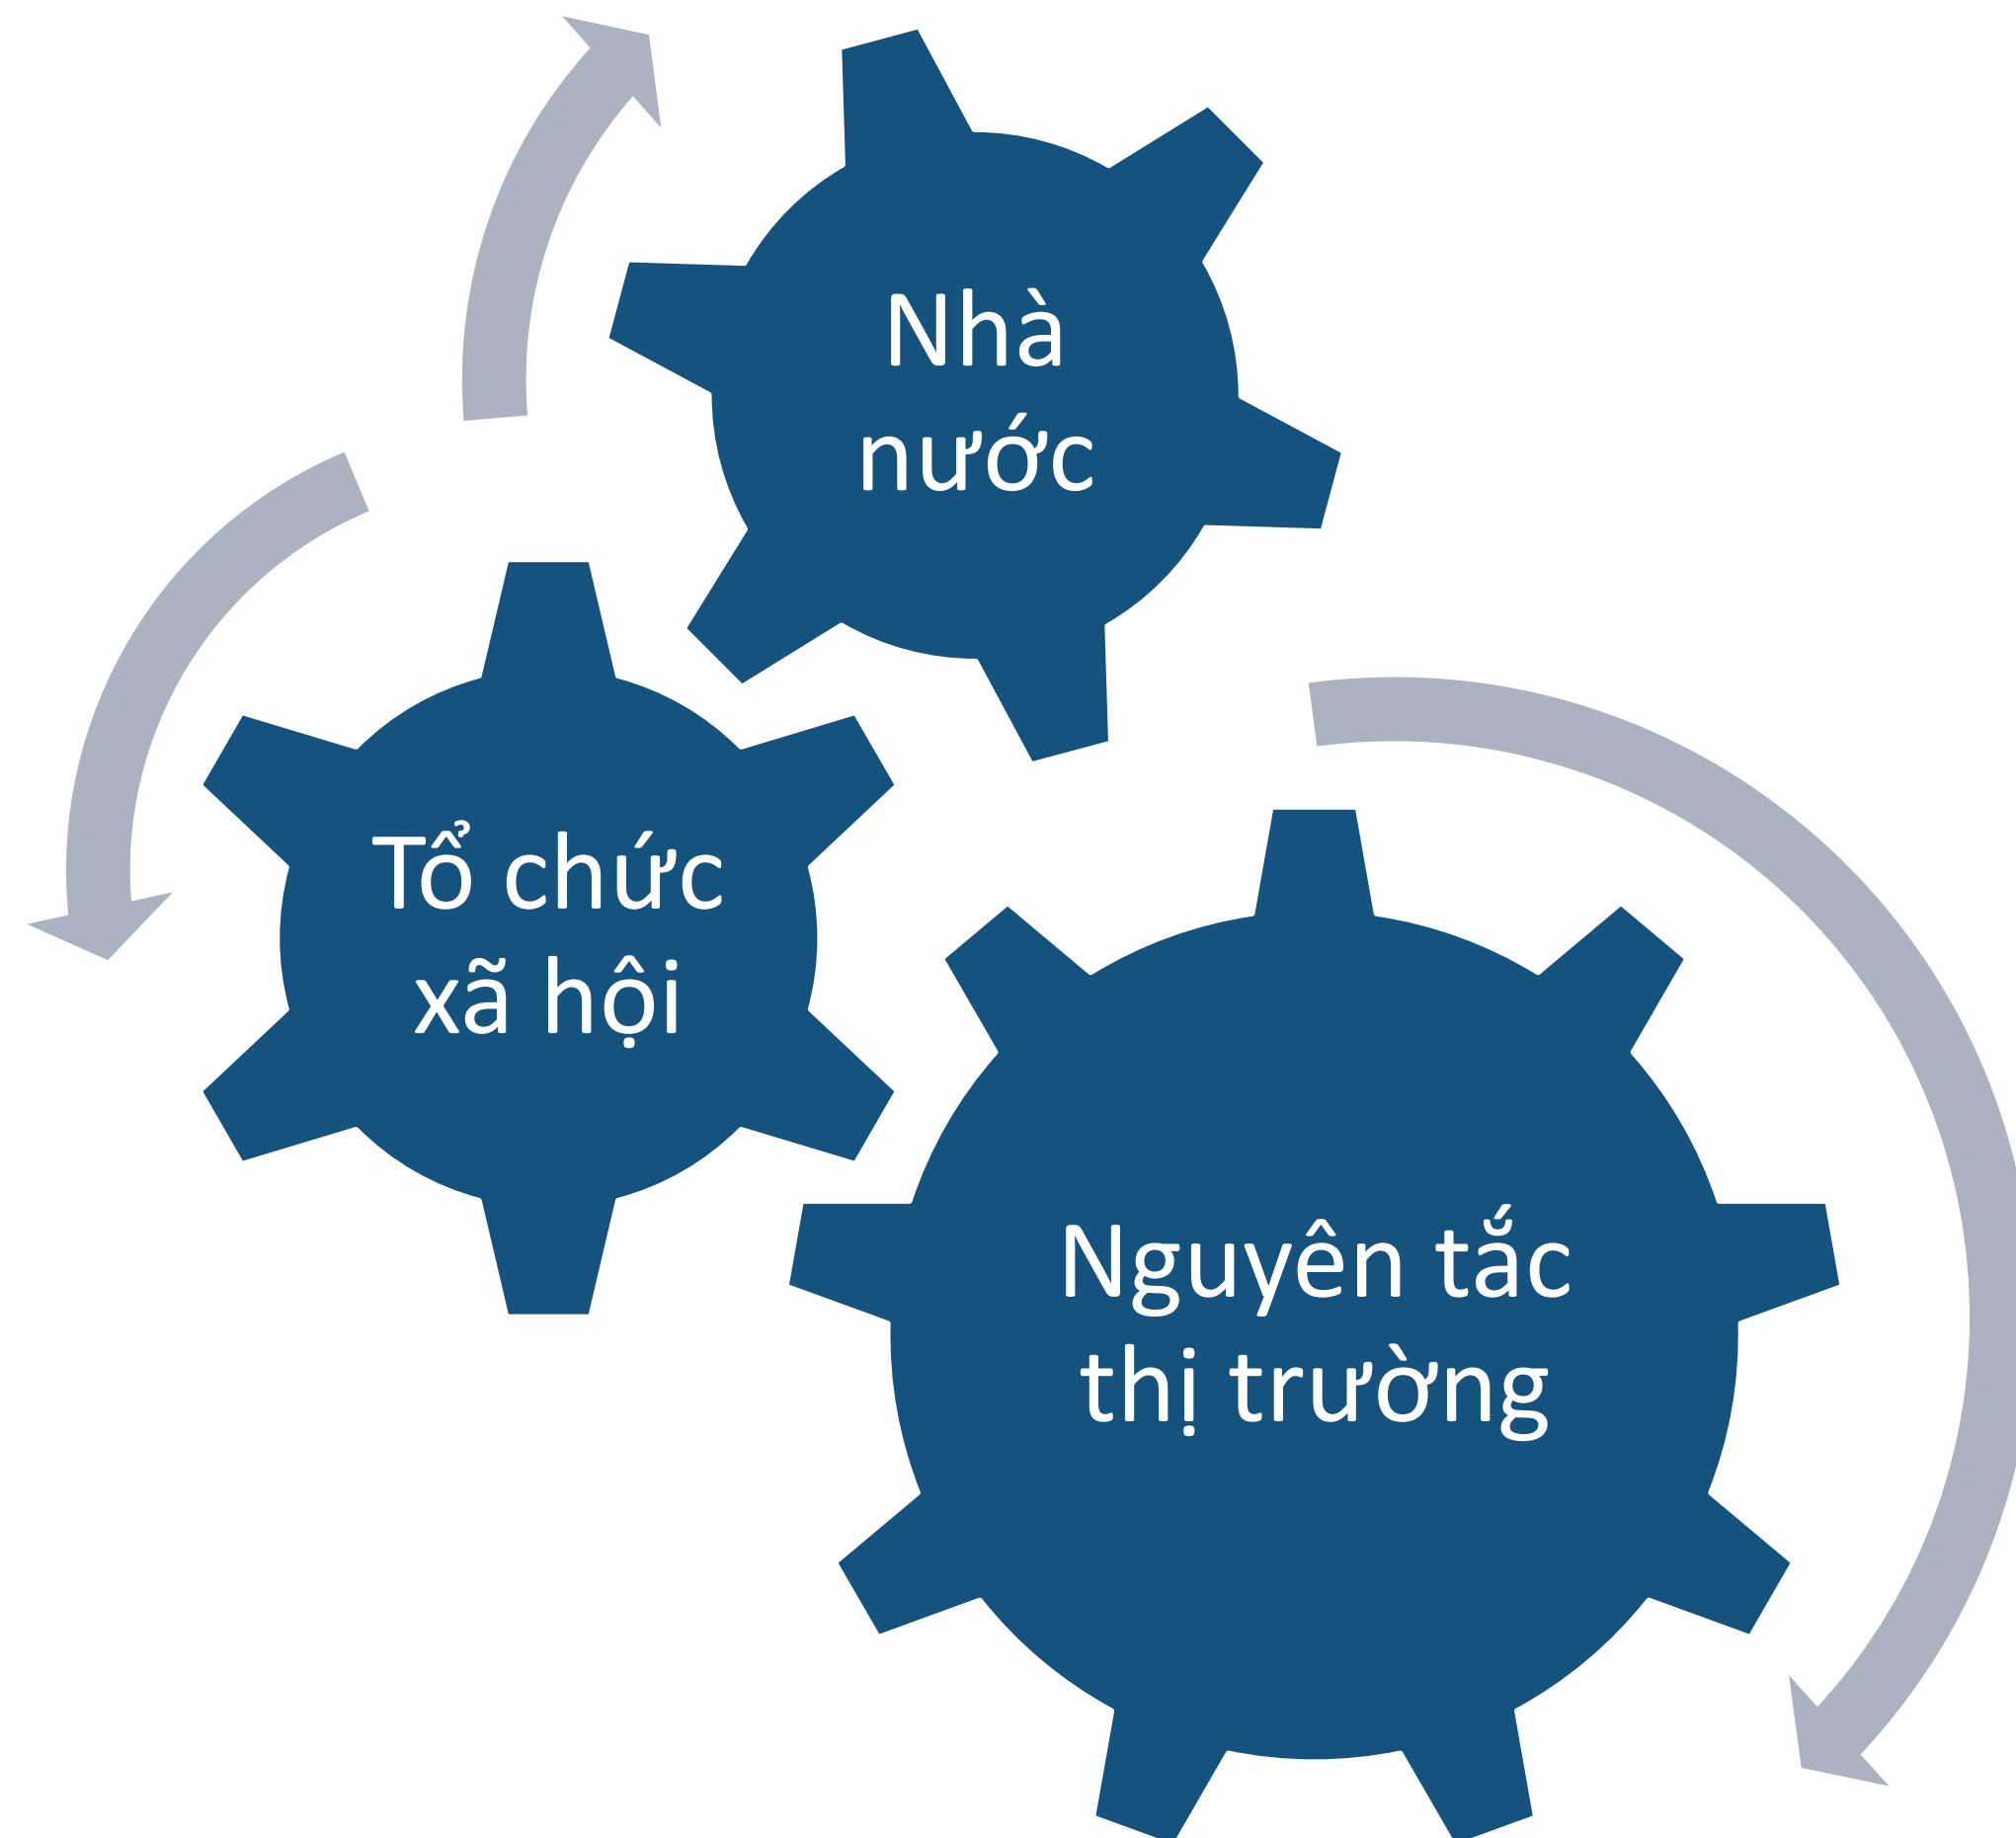 Nhà
nước
Tổ chức
xã hội
Nguyên tắc
thị trường